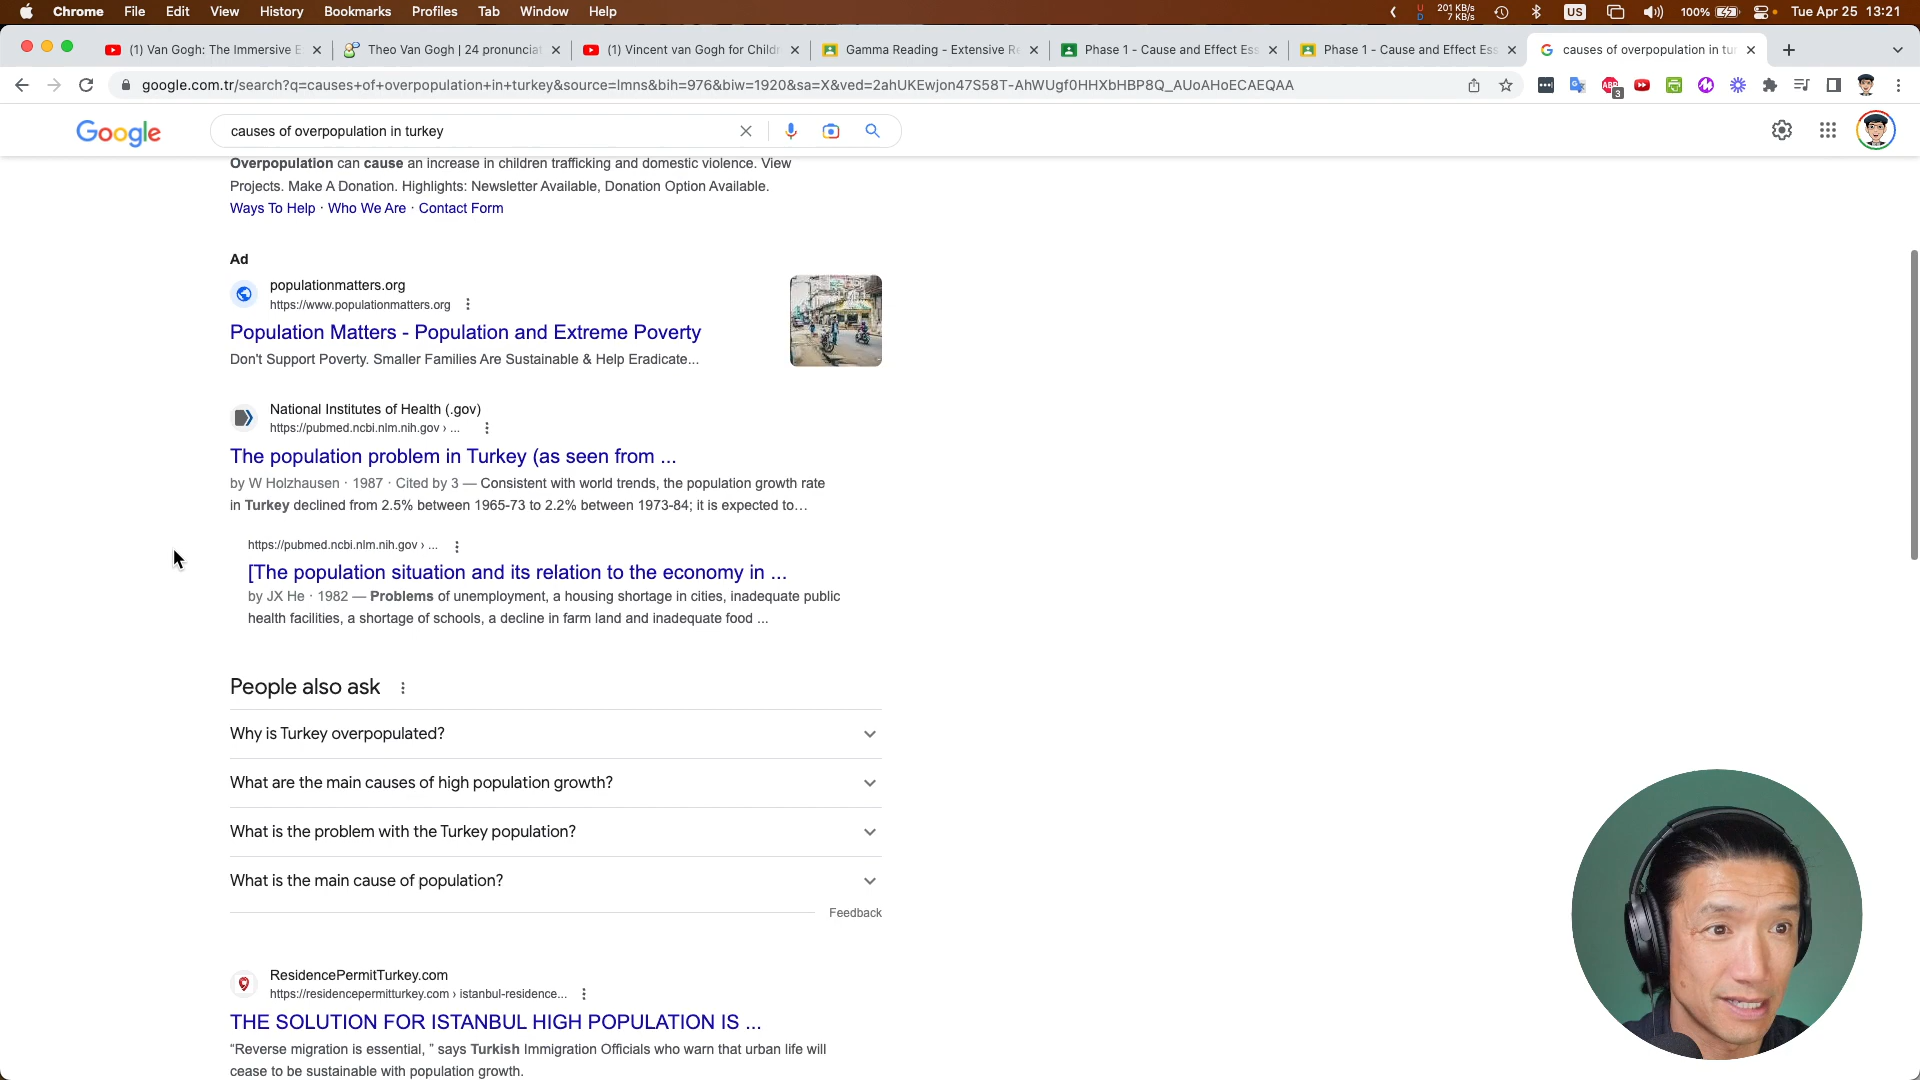 Chrome File Edit View History Bookmarks Profiles Tab Window Help
U 201 KB/s
D 7 KB/s
US 100% Tue Apr 25 13:21
(1) Van Gogh: The Immersive E
Theo Van Gogh | 24 pronunciat
(1) Vincent van Gogh for Childr
Gamma Reading - Extensive Re
Phase 1 - Cause and Effect Ess
Phase 1 - Cause and Effect Ess
causes of overpopulation in tur
google.com.tr/search?q=causes+of+overpopulation+in+turkey&source=lmns&bih=976&biw=1920&sa=X&ved=2ahUKEwjon47S58T-AhWUgf0HHXbHBP8Q_AUoAHoECAEQAA
ABP
3
Google
causes of overpopulation in turkey
Overpopulation can cause an increase in children trafficking and domestic violence. View
Projects. Make A Donation. Highlights: Newsletter Available, Donation Option Available.
Ways To Help · Who We Are · Contact Form
Ad
populationmatters.org
https://www.populationmatters.org
Population Matters - Population and Extreme Poverty
Don't Support Poverty. Smaller Families Are Sustainable & Help Eradicate...
National Institutes of Health (.gov)
https://pubmed.ncbi.nlm.nih.gov › ...
The population problem in Turkey (as seen from ...
by W Holzhausen · 1987 · Cited by 3 — Consistent with world trends, the population growth rate
in Turkey declined from 2.5% between 1965-73 to 2.2% between 1973-84; it is expected to...
https://pubmed.ncbi.nlm.nih.gov › ...
[The population situation and its relation to the economy in ...
by JX He · 1982 — Problems of unemployment, a housing shortage in cities, inadequate public
health facilities, a shortage of schools, a decline in farm land and inadequate food ...
People also ask
Why is Turkey overpopulated?
What are the main causes of high population growth?
What is the problem with the Turkey population?
What is the main cause of population?
Feedback
ResidencePermitTurkey.com
https://residencepermitturkey.com › istanbul-residence...
THE SOLUTION FOR ISTANBUL HIGH POPULATION IS ...
“Reverse migration is essential, ” says Turkish Immigration Officials who warn that urban life will
cease to be sustainable with population growth.